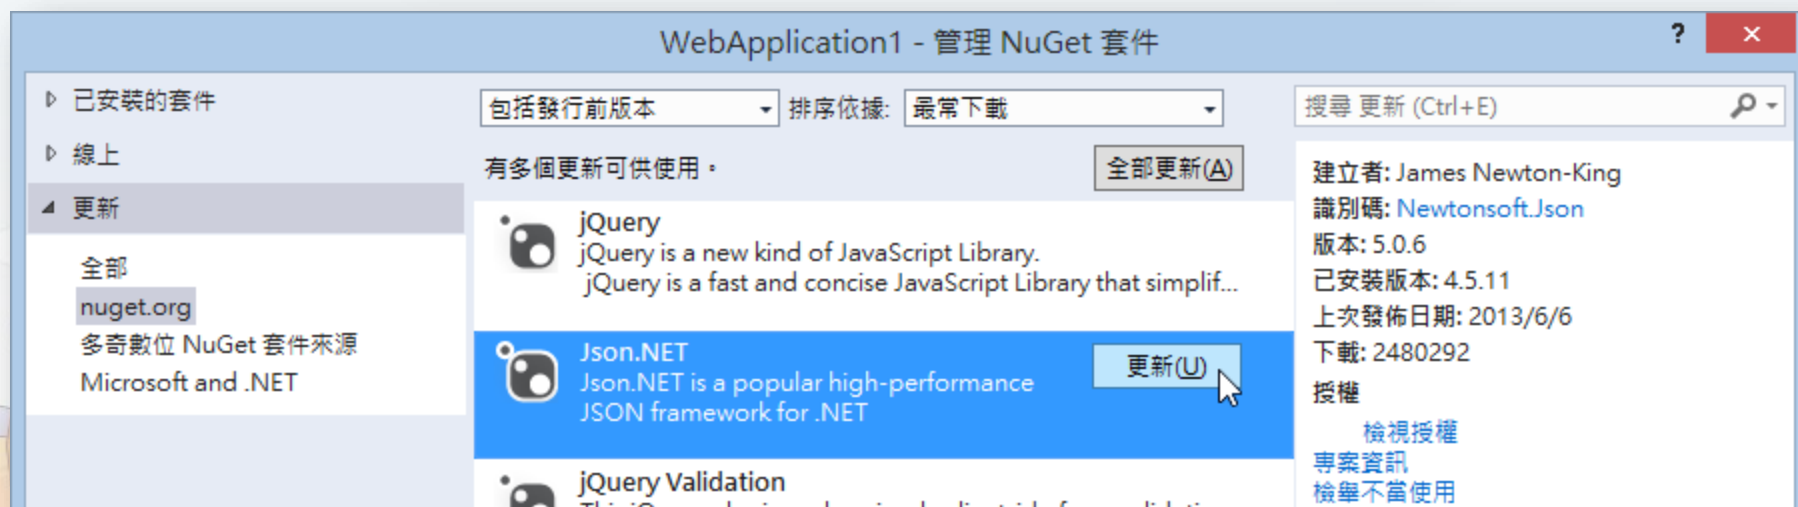 WebApplication1 - 管理 NuGet 套件
?
已安裝的套件
線上
更新
全部
nuget.org
多奇數位 NuGet 套件來源
Microsoft and .NET
包括發行前版本
排序依據:
最常下載
有多個更新可供使用。
全部更新(A)
jQuery
jQuery is a new kind of JavaScript Library.
jQuery is a fast and concise JavaScript Library that simplif...
Json.NET
更新(U)
Json.NET is a popular high-performance
JSON framework for .NET
jQuery Validation
搜尋 更新 (Ctrl+E)
建立者: James Newton-King
識別碼: Newtonsoft.Json
版本: 5.0.6
已安裝版本: 4.5.11
上次發佈日期: 2013/6/6
下載: 2480292
授權
檢視授權
專案資訊
檢舉不當使用